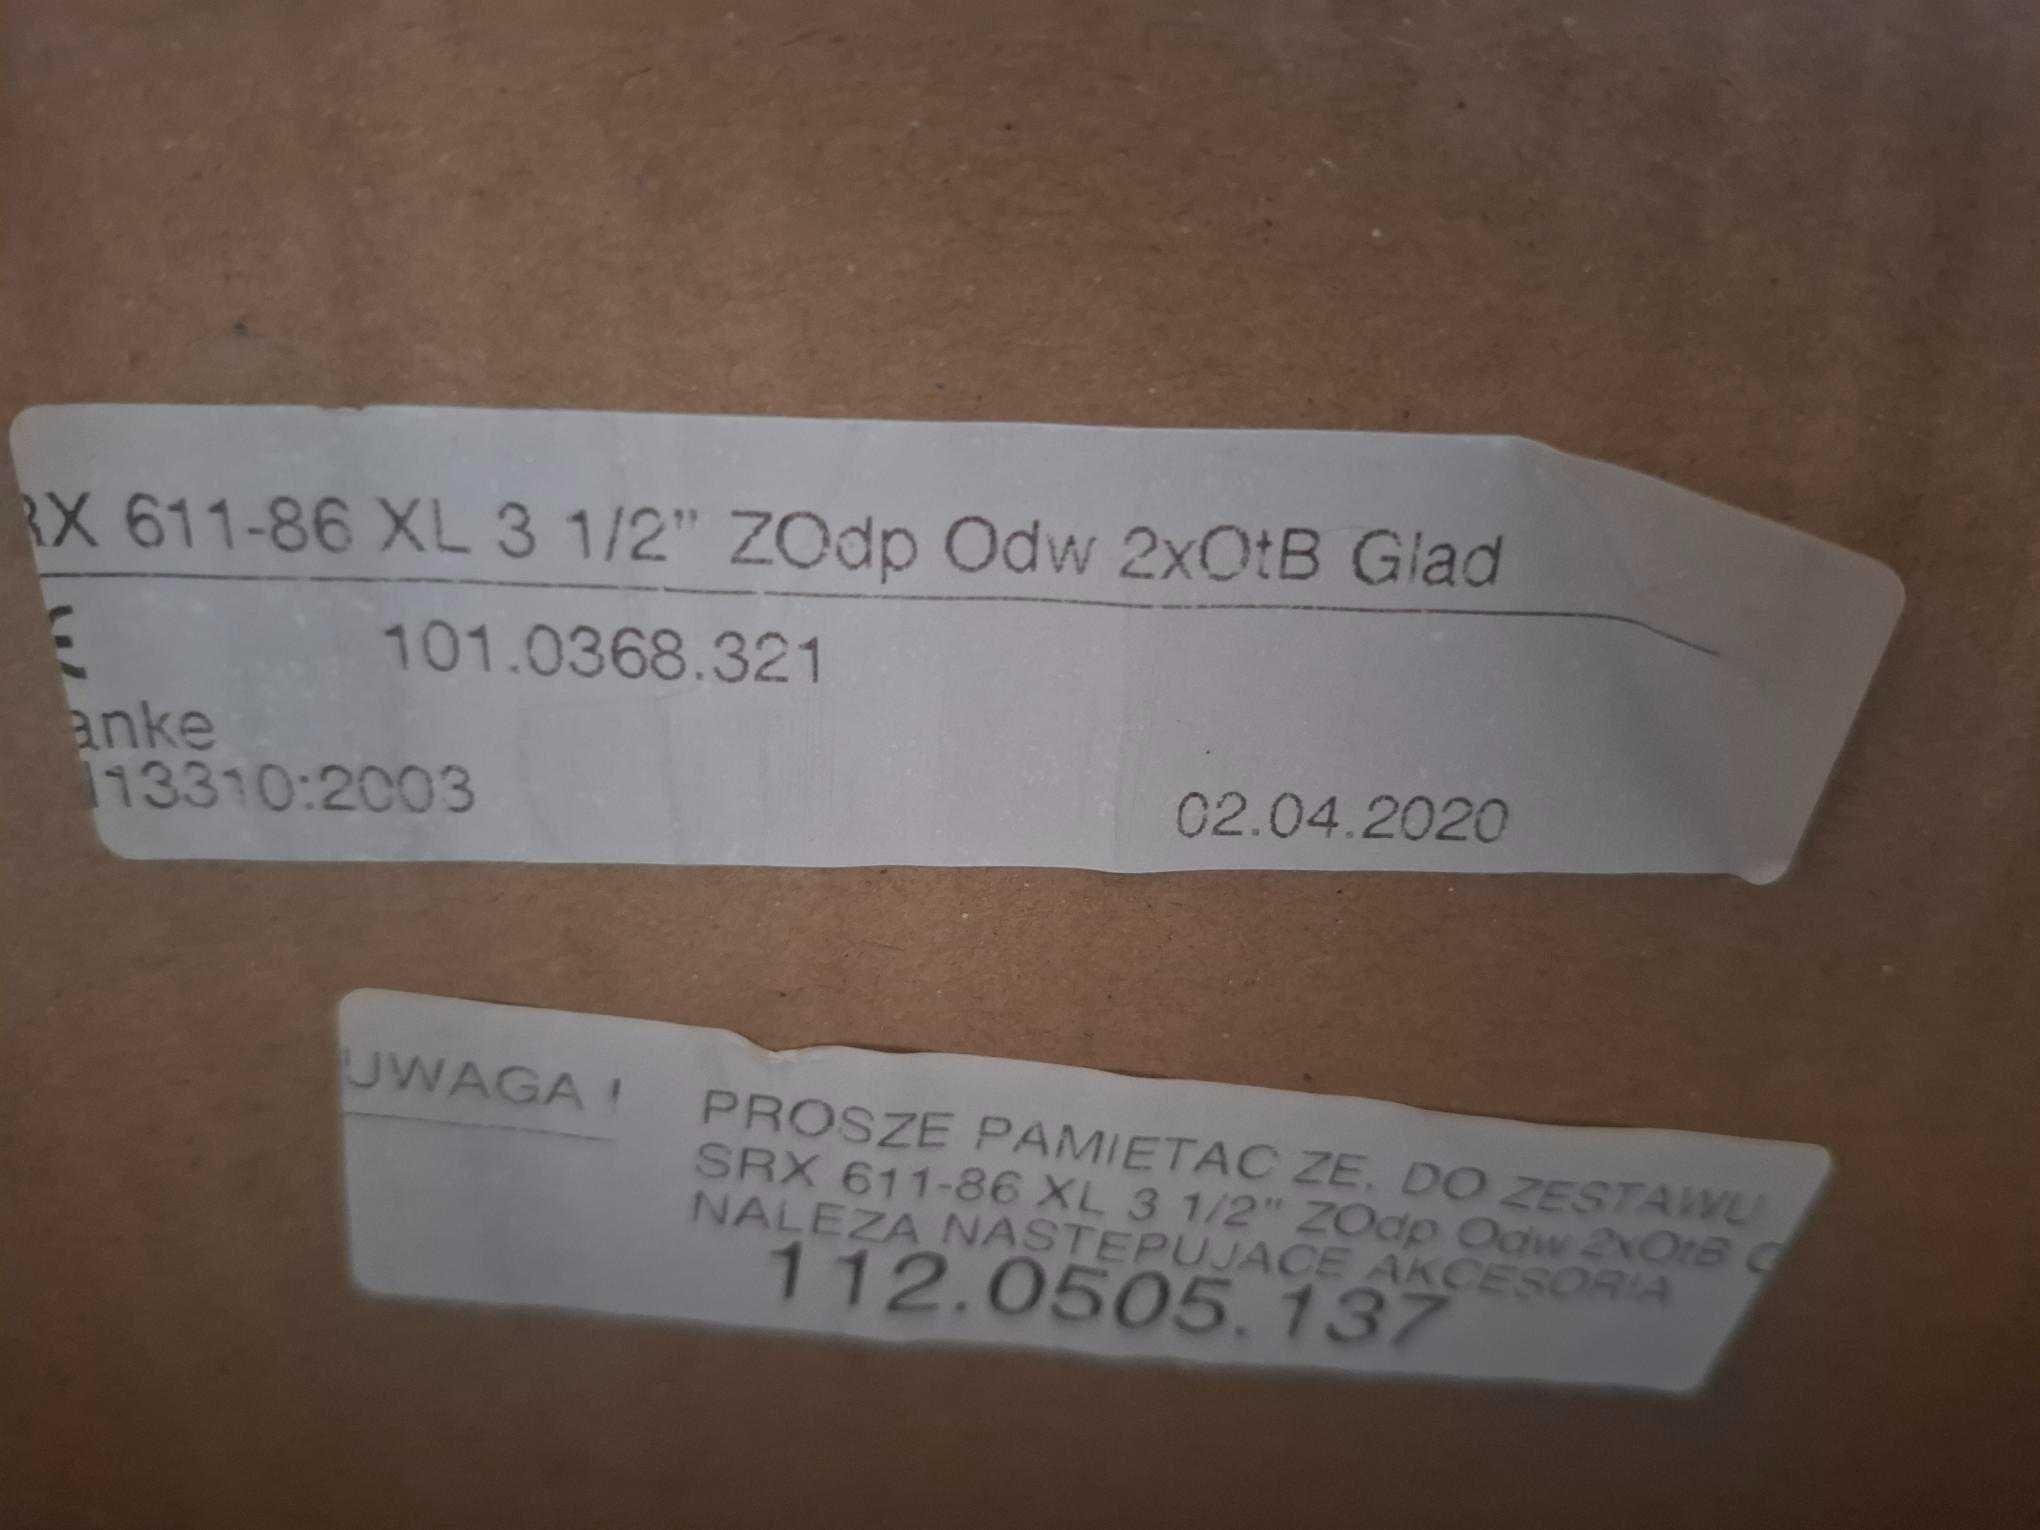 RX 611-86 XL 3 1/2" ZOdp Odw 2xOtB Glad
101.0368.321
anke
113310:2003
02.04.2020
UWAGA !
PROSZE PAMIETAC ZE. DO ZESTAWU
SRX 611-86 XL 3 1/2" ZOdp Odw 2xOtB G
NALEZA NASTEPUJACE AKCESORIA
112.0505.137